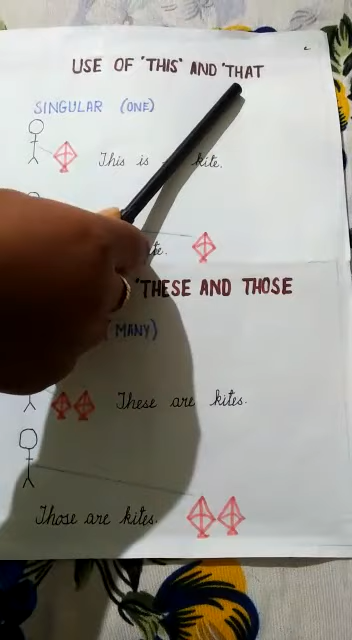 USE OF 'THIS' AND 'THAT
SINGULAR (ONE)
This is kite.
'THESE AND THOSE
(MANY)
These are kites.
Those are kites.